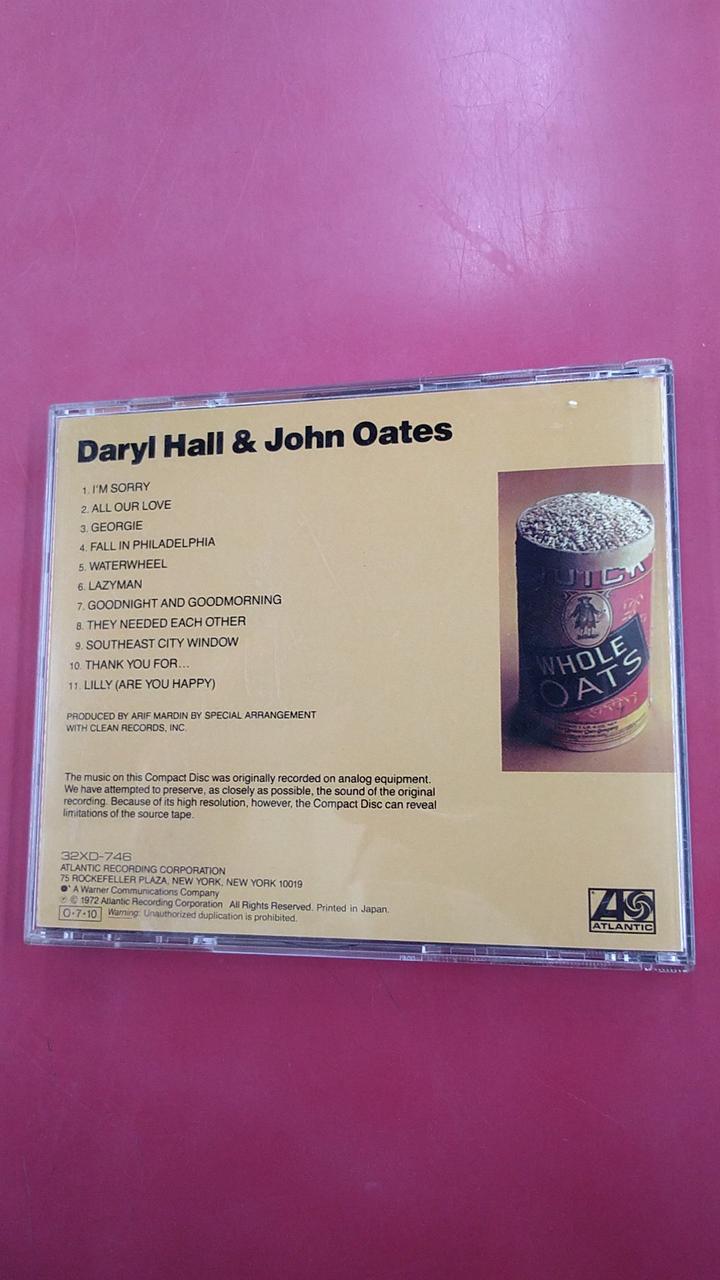 Daryl Hall & John Oates
1. I'M SORRY
2. ALL OUR LOVE
3. GEORGIE
4. FALL IN PHILADELPHIA
5. WATERWHEEL
6. LAZYMAN
7. GOODNIGHT AND GOODMORNING
8. THEY NEEDED EACH OTHER
9. SOUTHEAST CITY WINDOW
10. THANK YOU FOR...
11. LILLY (ARE YOU HAPPY)
PRODUCED BY ARIF MARDIN BY SPECIAL ARRANGEMENT
WITH CLEAN RECORDS, INC.
WHOLE
OATS
The music on this Compact Disc was originally recorded on analog equipment.
We have attempted to preserve, as closely as possible, the sound of the original
recording. Because of its high resolution, however, the Compact Disc can reveal
limitations of the source tape.
32XD-746
ATLANTIC RECORDING CORPORATION
75 ROCKEFELLER PLAZA, NEW YORK, NEW YORK 10019
A Warner Communications Company
℗ © 1972 Atlantic Recording Corporation All Rights Reserved. Printed in Japan.
O·7·10 Warning: Unauthorized duplication is prohibited.
ATLANTIC